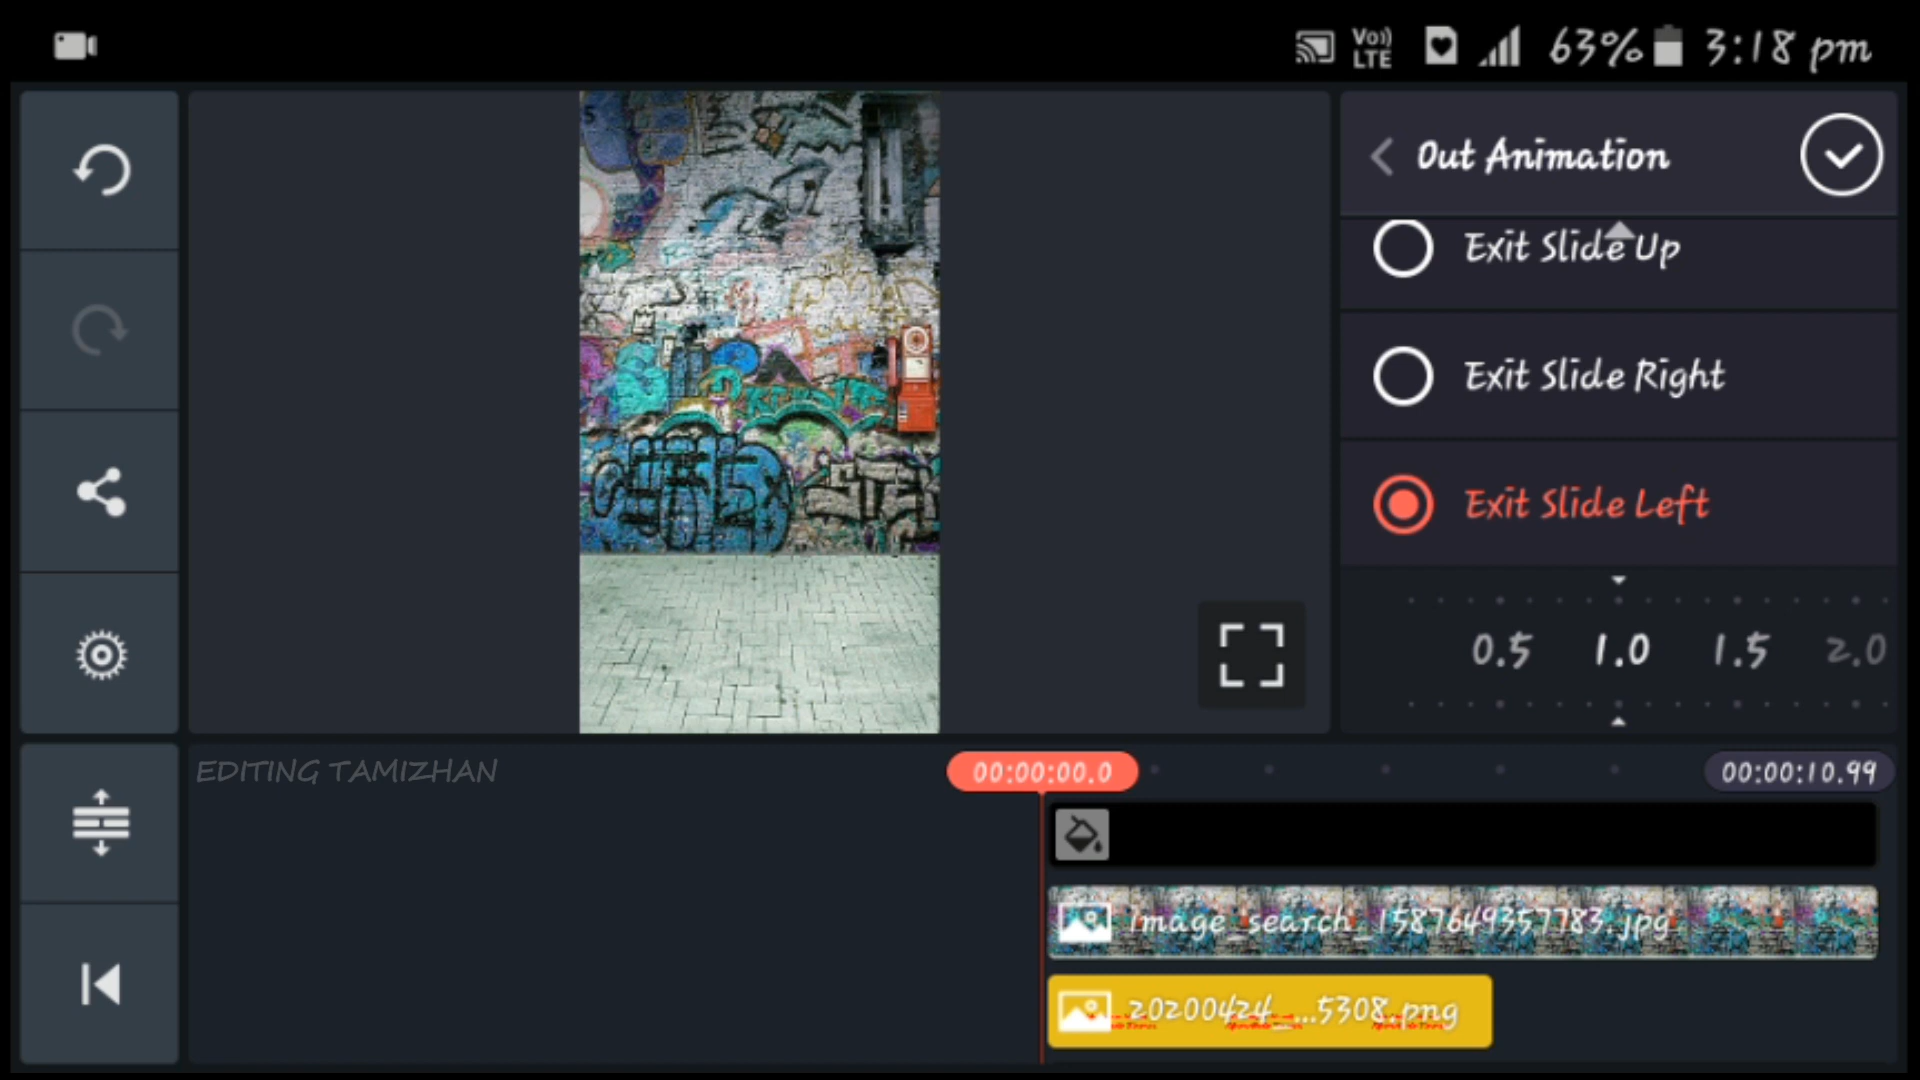 Vo)) LTE 63% 3:18 pm
Out Animation
Exit Slide Up
Exit Slide Right
Exit Slide Left
0.5 1.0 1.5 2.0
EDITING TAMIZHAN
00:00:00.0
00:00:10.99
image_search_1587649357783.jpg
20200424_...5308.png